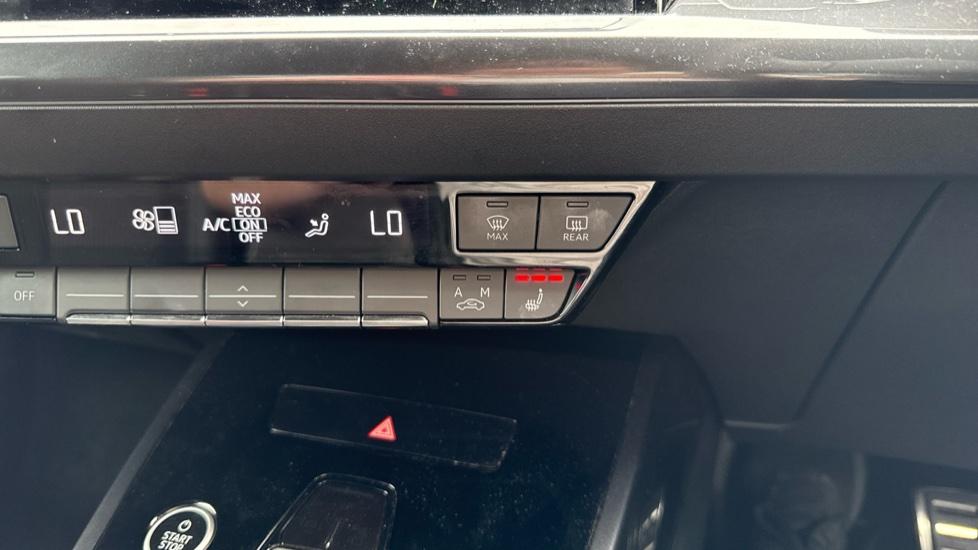 MAX
ECO
LO A/C ON LO
OFF
MAX REAR
OFF A M
START
STOP